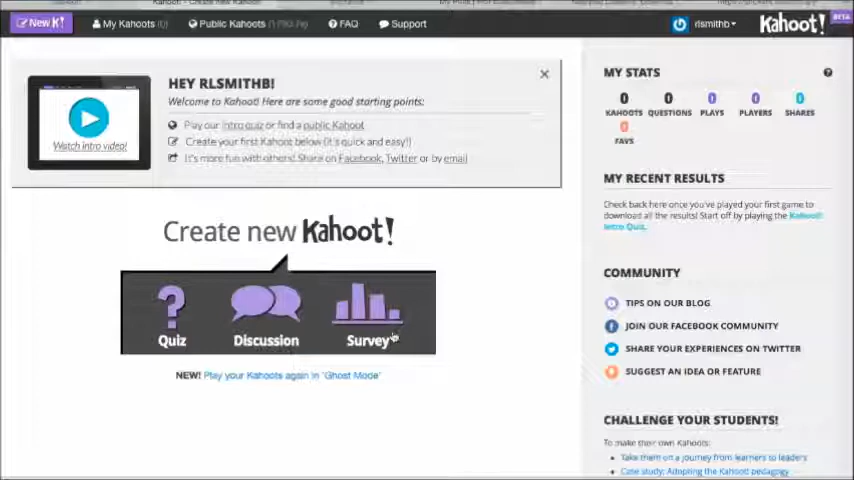 New K!
My Kahoots (0)
Public Kahoots
FAQ
Support
rlsmithb
Kahoot!
BETA
HEY RLSMITHB!
Welcome to Kahoot! Here are some good starting points:
Play our intro quiz or find a public Kahoot
Create your first Kahoot below (it's quick and easy!)
It's more fun with others! Share on Facebook, Twitter or by email
Watch intro video!
Create new Kahoot!
Quiz
Discussion
Survey
NEW! Play your Kahoots again in 'Ghost Mode'
MY STATS
0 0 0 0 0
KAHOOTS QUESTIONS PLAYS PLAYERS SHARES
0
FAVS
MY RECENT RESULTS
Check back here once you've played your first game to
download all the results! Start off by playing the Kahoot!
Intro Quiz.
COMMUNITY
TIPS ON OUR BLOG
JOIN OUR FACEBOOK COMMUNITY
SHARE YOUR EXPERIENCES ON TWITTER
SUGGEST AN IDEA OR FEATURE
CHALLENGE YOUR STUDENTS!
To make their own Kahoots:
Take them on a journey from learners to leaders
Case study: Adopting the Kahoot! pedagogy